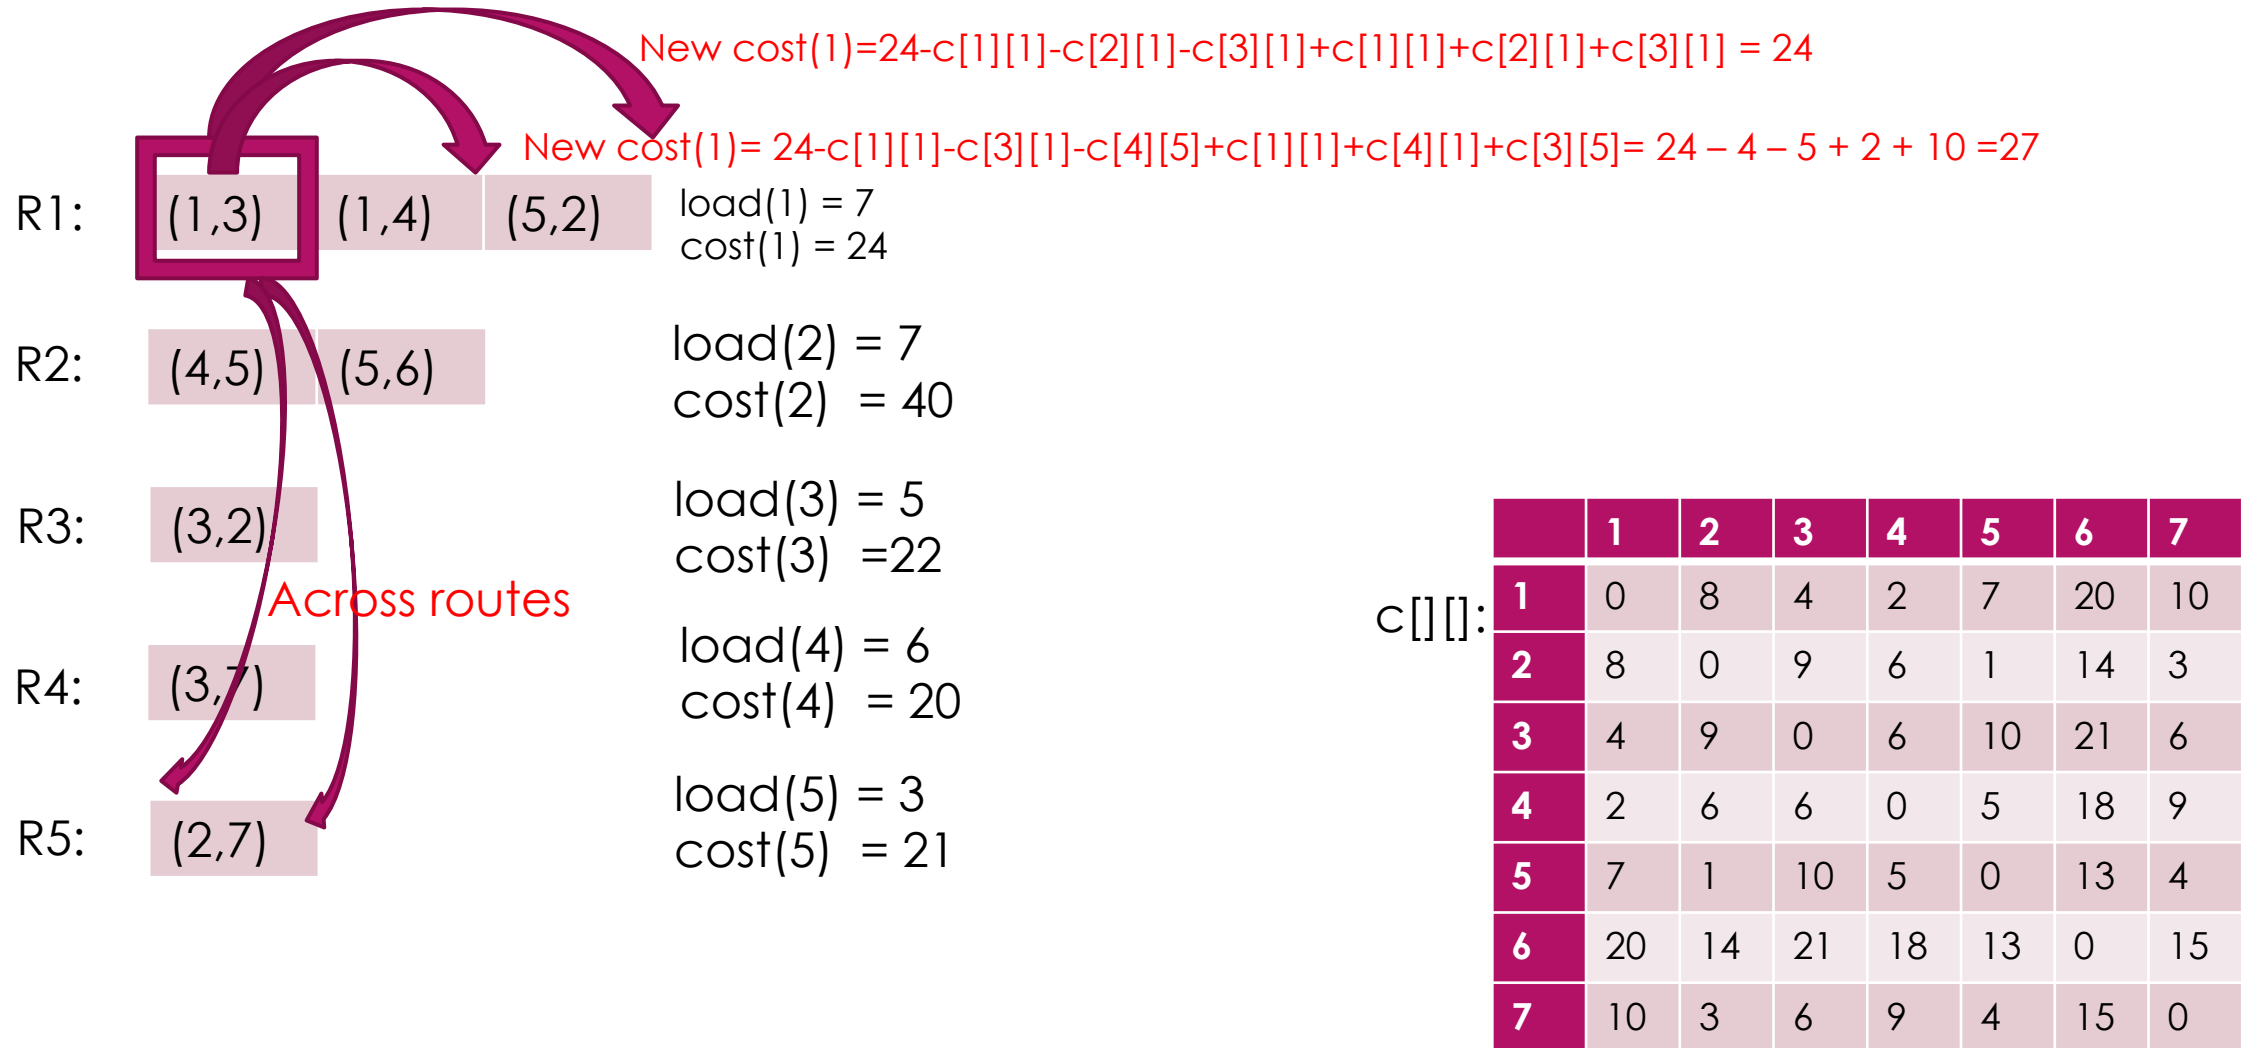 New cost(1)=24-c[1][1]-c[2][1]-c[3][1]+c[1][1]+c[2][1]+c[3][1] = 24
New cost(1)= 24-c[1][1]-c[3][1]-c[4][5]+c[1][1]+c[4][1]+c[3][5]= 24 – 4 – 5 + 2 + 10 =27
R1: (1,3) (1,4) (5,2)
load(1) = 7
cost(1) = 24
R2: (4,5) (5,6)
load(2) = 7
cost(2) = 40
R3: (3,2)
load(3) = 5
cost(3) =22
Across routes
R4: (3,7)
load(4) = 6
cost(4) = 20
R5: (2,7)
load(5) = 3
cost(5) = 21
c[][]:
1 2 3 4 5 6 7
1 0 8 4 2 7 20 10
2 8 0 9 6 1 14 3
3 4 9 0 6 10 21 6
4 2 6 6 0 5 18 9
5 7 1 10 5 0 13 4
6 20 14 21 18 13 0 15
7 10 3 6 9 4 15 0